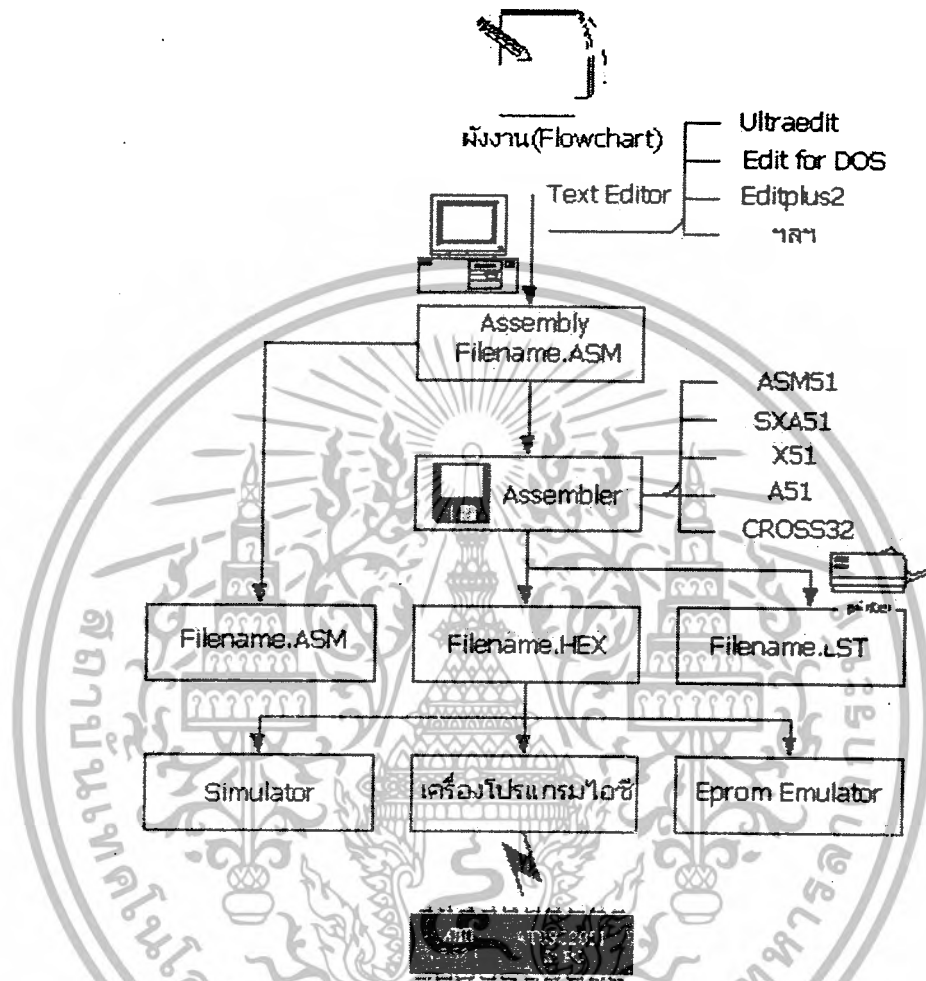 ผังงาน(Flowchart)
Ultraedit
Edit for DOS
Text Editor
Editplus2
ฯลฯ
Assembly
Filename.ASM
ASM51
SXA51
X51
A51
CROSS32
Assembler
Filename.ASM
Filename.HEX
Filename.LST
Simulator
เครื่องโปรแกรมไอซี
Eprom Emulator